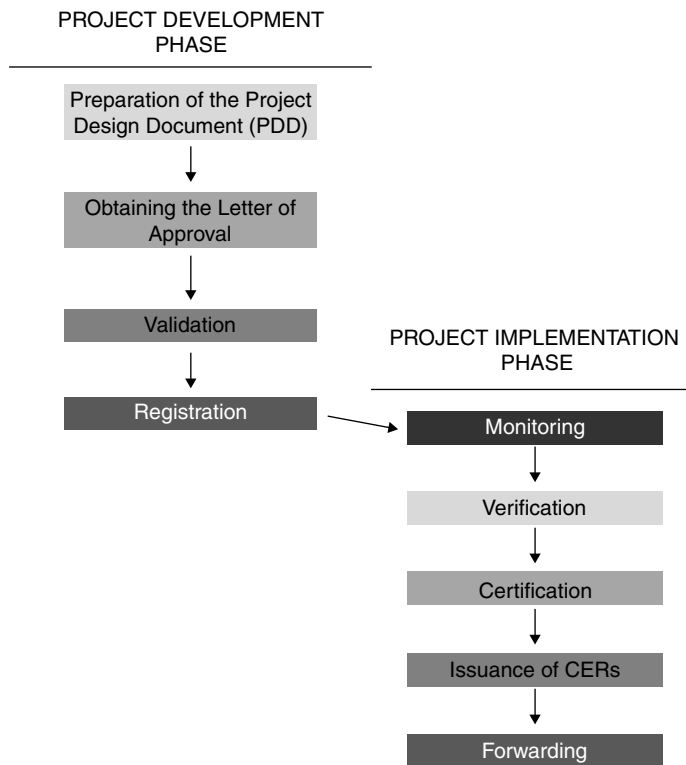 PROJECT DEVELOPMENT
PHASE
Preparation of the Project
Design Document (PDD)
Obtaining the Letter of
Approval
Validation
Registration
PROJECT IMPLEMENTATION
PHASE
Monitoring
Verification
Certification
Issuance of CERs
Forwarding